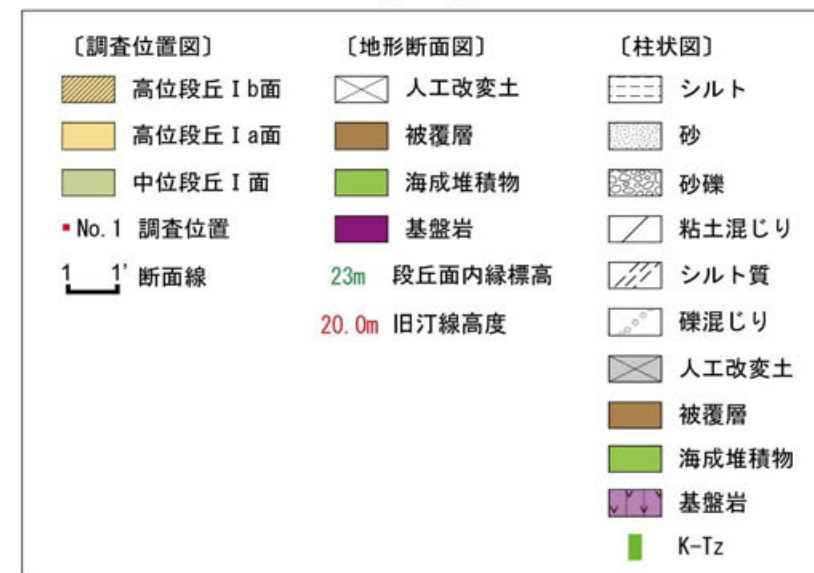 〔調査位置図〕
高位段丘Ⅰb面
高位段丘Ⅰa面
中位段丘Ⅰ面
No. 1 調査位置
1 1' 断面線
〔地形断面図〕
人工改変土
被覆層
海成堆積物
基盤岩
23m 段丘面内縁標高
20.0m 旧汀線高度
〔柱状図〕
シルト
砂
砂礫
粘土混じり
シルト質
礫混じり
人工改変土
被覆層
海成堆積物
基盤岩
K-Tz